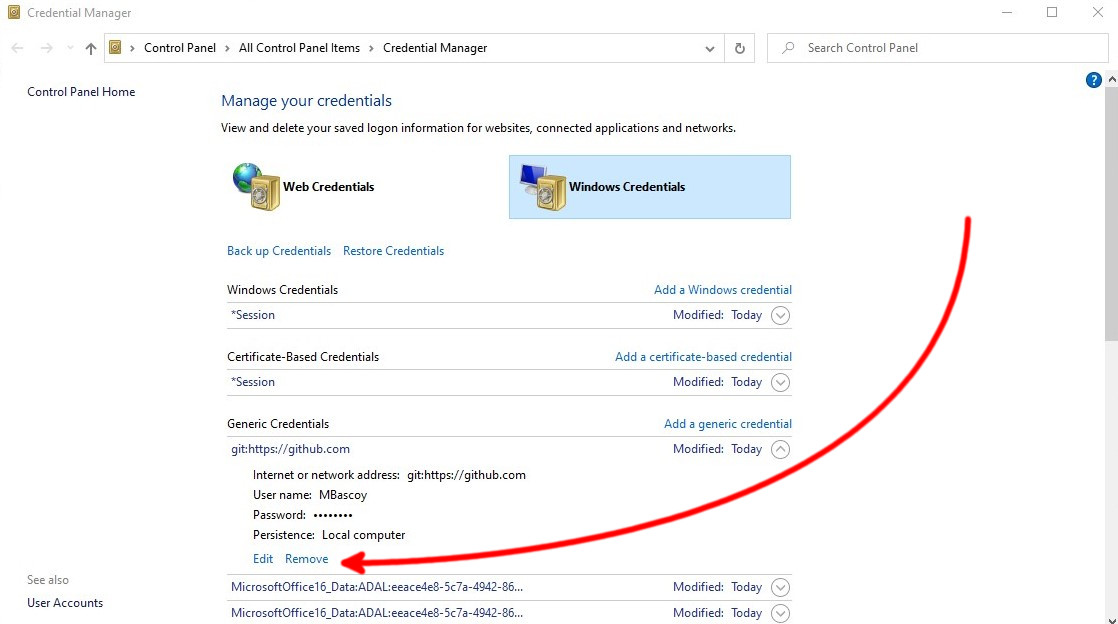 Credential Manager
Control Panel › All Control Panel Items › Credential Manager
Search Control Panel
Control Panel Home
?
Manage your credentials
View and delete your saved logon information for websites, connected applications and networks.
Web Credentials
Windows Credentials
Back up Credentials Restore Credentials
Windows Credentials Add a Windows credential
*Session Modified: Today
Certificate-Based Credentials Add a certificate-based credential
*Session Modified: Today
Generic Credentials Add a generic credential
git:https://github.com Modified: Today
Internet or network address: git:https://github.com
User name: MBascoy
Password: ••••••••
Persistence: Local computer
Edit Remove
See also
MicrosoftOffice16_Data:ADAL:eeace4e8-5c7a-4942-86... Modified: Today
User Accounts
MicrosoftOffice16_Data:ADAL:eeace4e8-5c7a-4942-86... Modified: Today